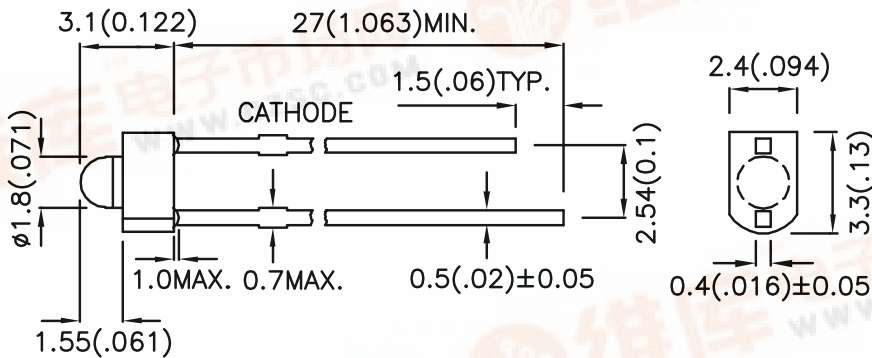 3.1(0.122)
27(1.063)MIN.
1.5(.06)TYP.
2.4(.094)
CATHODE
ø1.8(.071)
2.54(0.1)
3.3(.13)
1.0MAX.
0.7MAX.
0.5(.02)±0.05
0.4(.016)±0.05
1.55(.061)